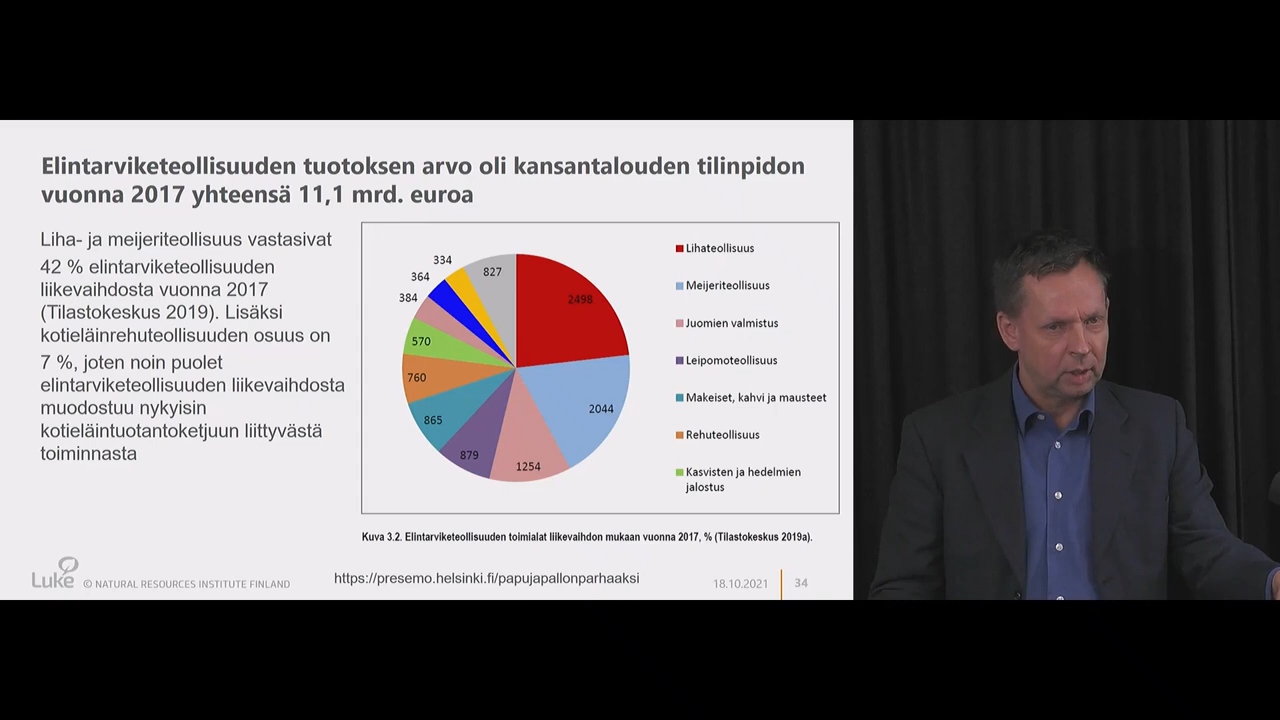 Elintarviketeollisuuden tuotoksen arvo oli kansantalouden tilinpidon
vuonna 2017 yhteensä 11,1 mrd. euroa
Liha- ja meijeriteollisuus vastasivat
42 % elintarviketeollisuuden
liikevaihdosta vuonna 2017
(Tilastokeskus 2019). Lisäksi
kotieläinrehuteollisuuden osuus on
7 %, joten noin puolet
elintarviketeollisuuden liikevaihdosta
muodostuu nykyisin
kotieläintuotantoketjuun liittyvästä
toiminnasta
2498
2044
1254
879
865
760
570
384
364
334
827
Lihateollisuus
Meijeriteollisuus
Juomien valmistus
Leipomoteollisuus
Makeiset, kahvi ja mausteet
Rehuteollisuus
Kasvisten ja hedelmien
jalostus
Kuva 3.2. Elintarviketeollisuuden toimialat liikevaihdon mukaan vuonna 2017, % (Tilastokeskus 2019a).
Luke
© NATURAL RESOURCES INSTITUTE FINLAND
https://presemo.helsinki.fi/papujapallonparhaaksi
18.10.2021
34